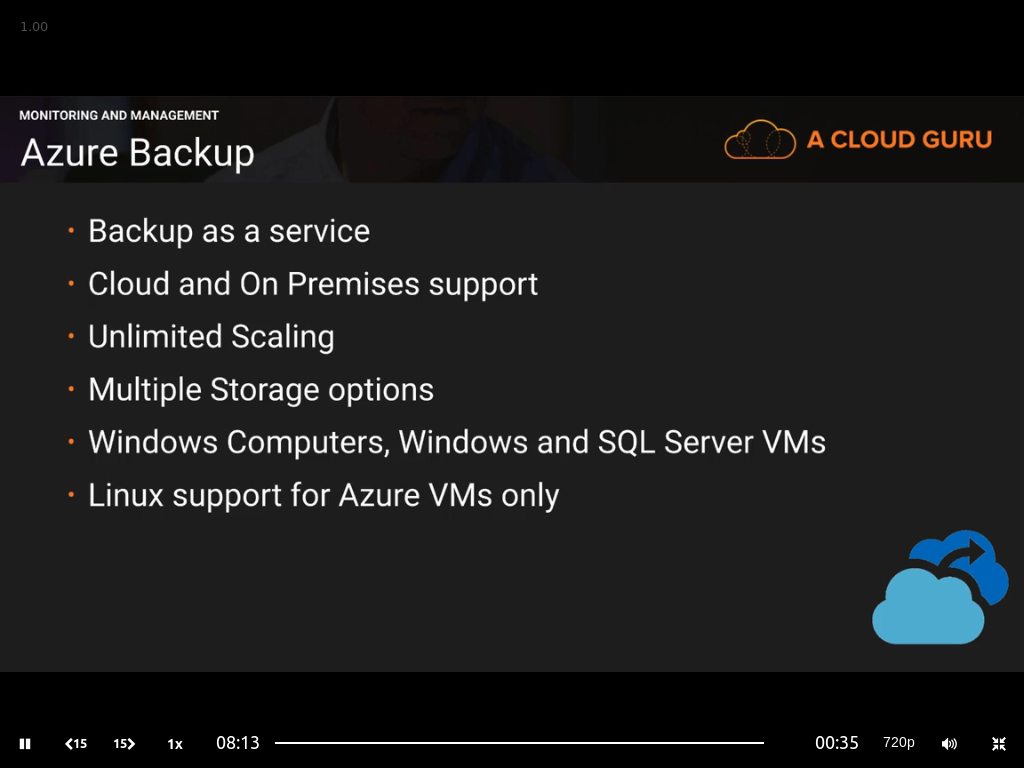 1.00
MONITORING AND MANAGEMENT
Azure Backup
A CLOUD GURU
• Backup as a service
• Cloud and On Premises support
• Unlimited Scaling
• Multiple Storage options
• Windows Computers, Windows and SQL Server VMs
• Linux support for Azure VMs only
15 15 1x 08:13 00:35 720p